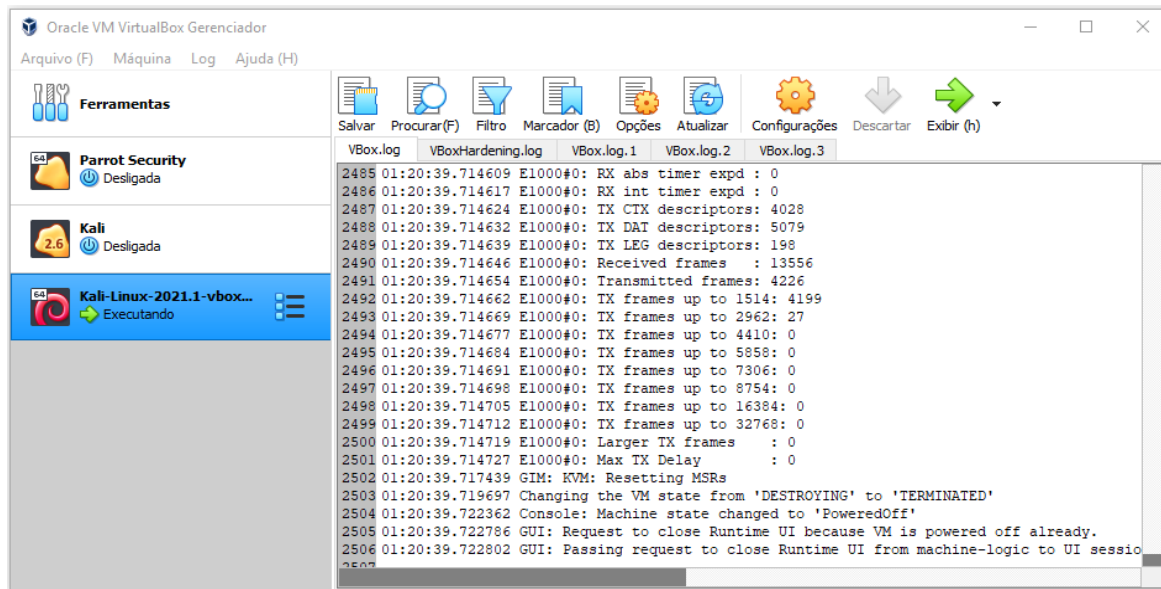 Oracle VM VirtualBox Gerenciador
Arquivo (F) Máquina Log Ajuda (H)
Ferramentas
64
Parrot Security
Desligada
2.6
Kali
Desligada
64
Kali-Linux-2021.1-vbox...
Executando
Salvar Procurar(F) Filtro Marcador (B) Opções Atualizar Configurações Descartar Exibir (h)
VBox.log VBoxHardening.log VBox.log.1 VBox.log.2 VBox.log.3
2485 01:20:39.714609 E1000#0: RX abs timer expd : 0
2486 01:20:39.714617 E1000#0: RX int timer expd : 0
2487 01:20:39.714624 E1000#0: TX CTX descriptors: 4028
2488 01:20:39.714632 E1000#0: TX DAT descriptors: 5079
2489 01:20:39.714639 E1000#0: TX LEG descriptors: 198
2490 01:20:39.714646 E1000#0: Received frames : 13556
2491 01:20:39.714654 E1000#0: Transmitted frames: 4226
2492 01:20:39.714662 E1000#0: TX frames up to 1514: 4199
2493 01:20:39.714669 E1000#0: TX frames up to 2962: 27
2494 01:20:39.714677 E1000#0: TX frames up to 4410: 0
2495 01:20:39.714684 E1000#0: TX frames up to 5858: 0
2496 01:20:39.714691 E1000#0: TX frames up to 7306: 0
2497 01:20:39.714698 E1000#0: TX frames up to 8754: 0
2498 01:20:39.714705 E1000#0: TX frames up to 16384: 0
2499 01:20:39.714712 E1000#0: TX frames up to 32768: 0
2500 01:20:39.714719 E1000#0: Larger TX frames : 0
2501 01:20:39.714727 E1000#0: Max TX Delay : 0
2502 01:20:39.717439 GIM: KVM: Resetting MSRs
2503 01:20:39.719697 Changing the VM state from 'DESTROYING' to 'TERMINATED'
2504 01:20:39.722362 Console: Machine state changed to 'PoweredOff'
2505 01:20:39.722786 GUI: Request to close Runtime UI because VM is powered off already.
2506 01:20:39.722802 GUI: Passing request to close Runtime UI from machine-logic to UI sessio